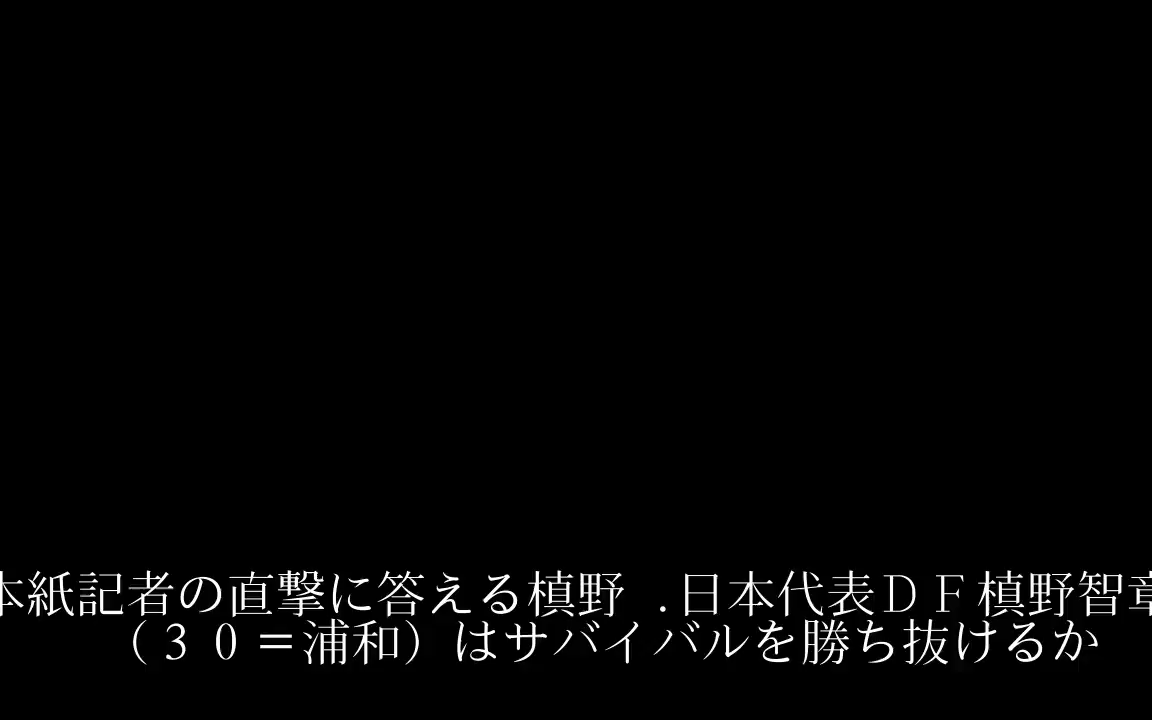 本紙記者の直撃に答える槙野 .日本代表ＤＦ槙野智章
（３０＝浦和）はサバイバルを勝ち抜けるか